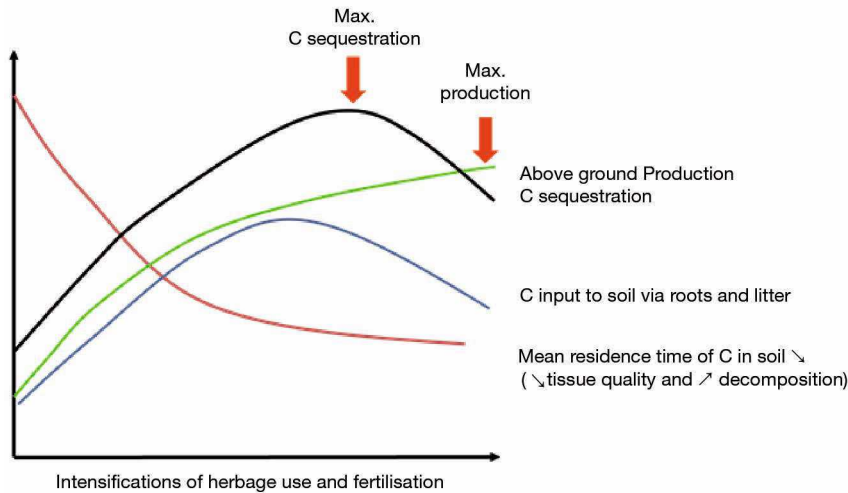 Max.
C sequestration
Max.
production
Above ground Production
C sequestration
C input to soil via roots and litter
Mean residence time of C in soil ↘
(↘tissue quality and ↗ decomposition)
Intensifications of herbage use and fertilisation